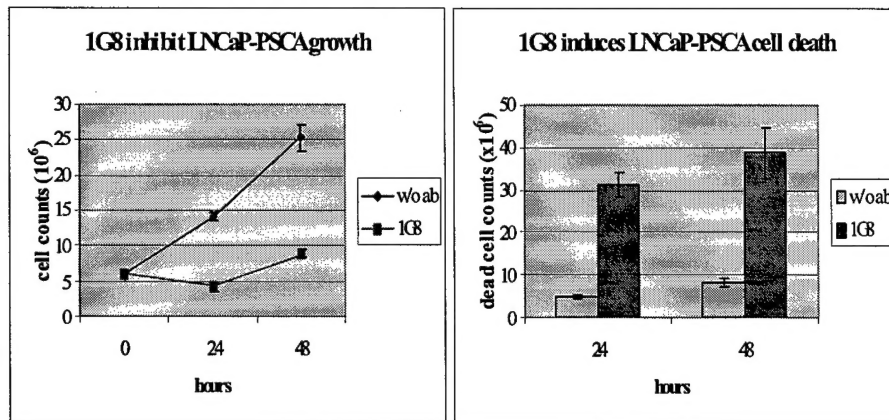 1G8 inhibit LNCaP-PSCA growth
30
25
20
15
10
5
0
cell counts (10⁶)
0 24 48
hours
w/o ab
1G8
1G8 induces LNCaP-PSCA cell death
50
40
30
20
10
0
dead cell counts (x10⁶)
24 48
hours
w/o ab
1G8